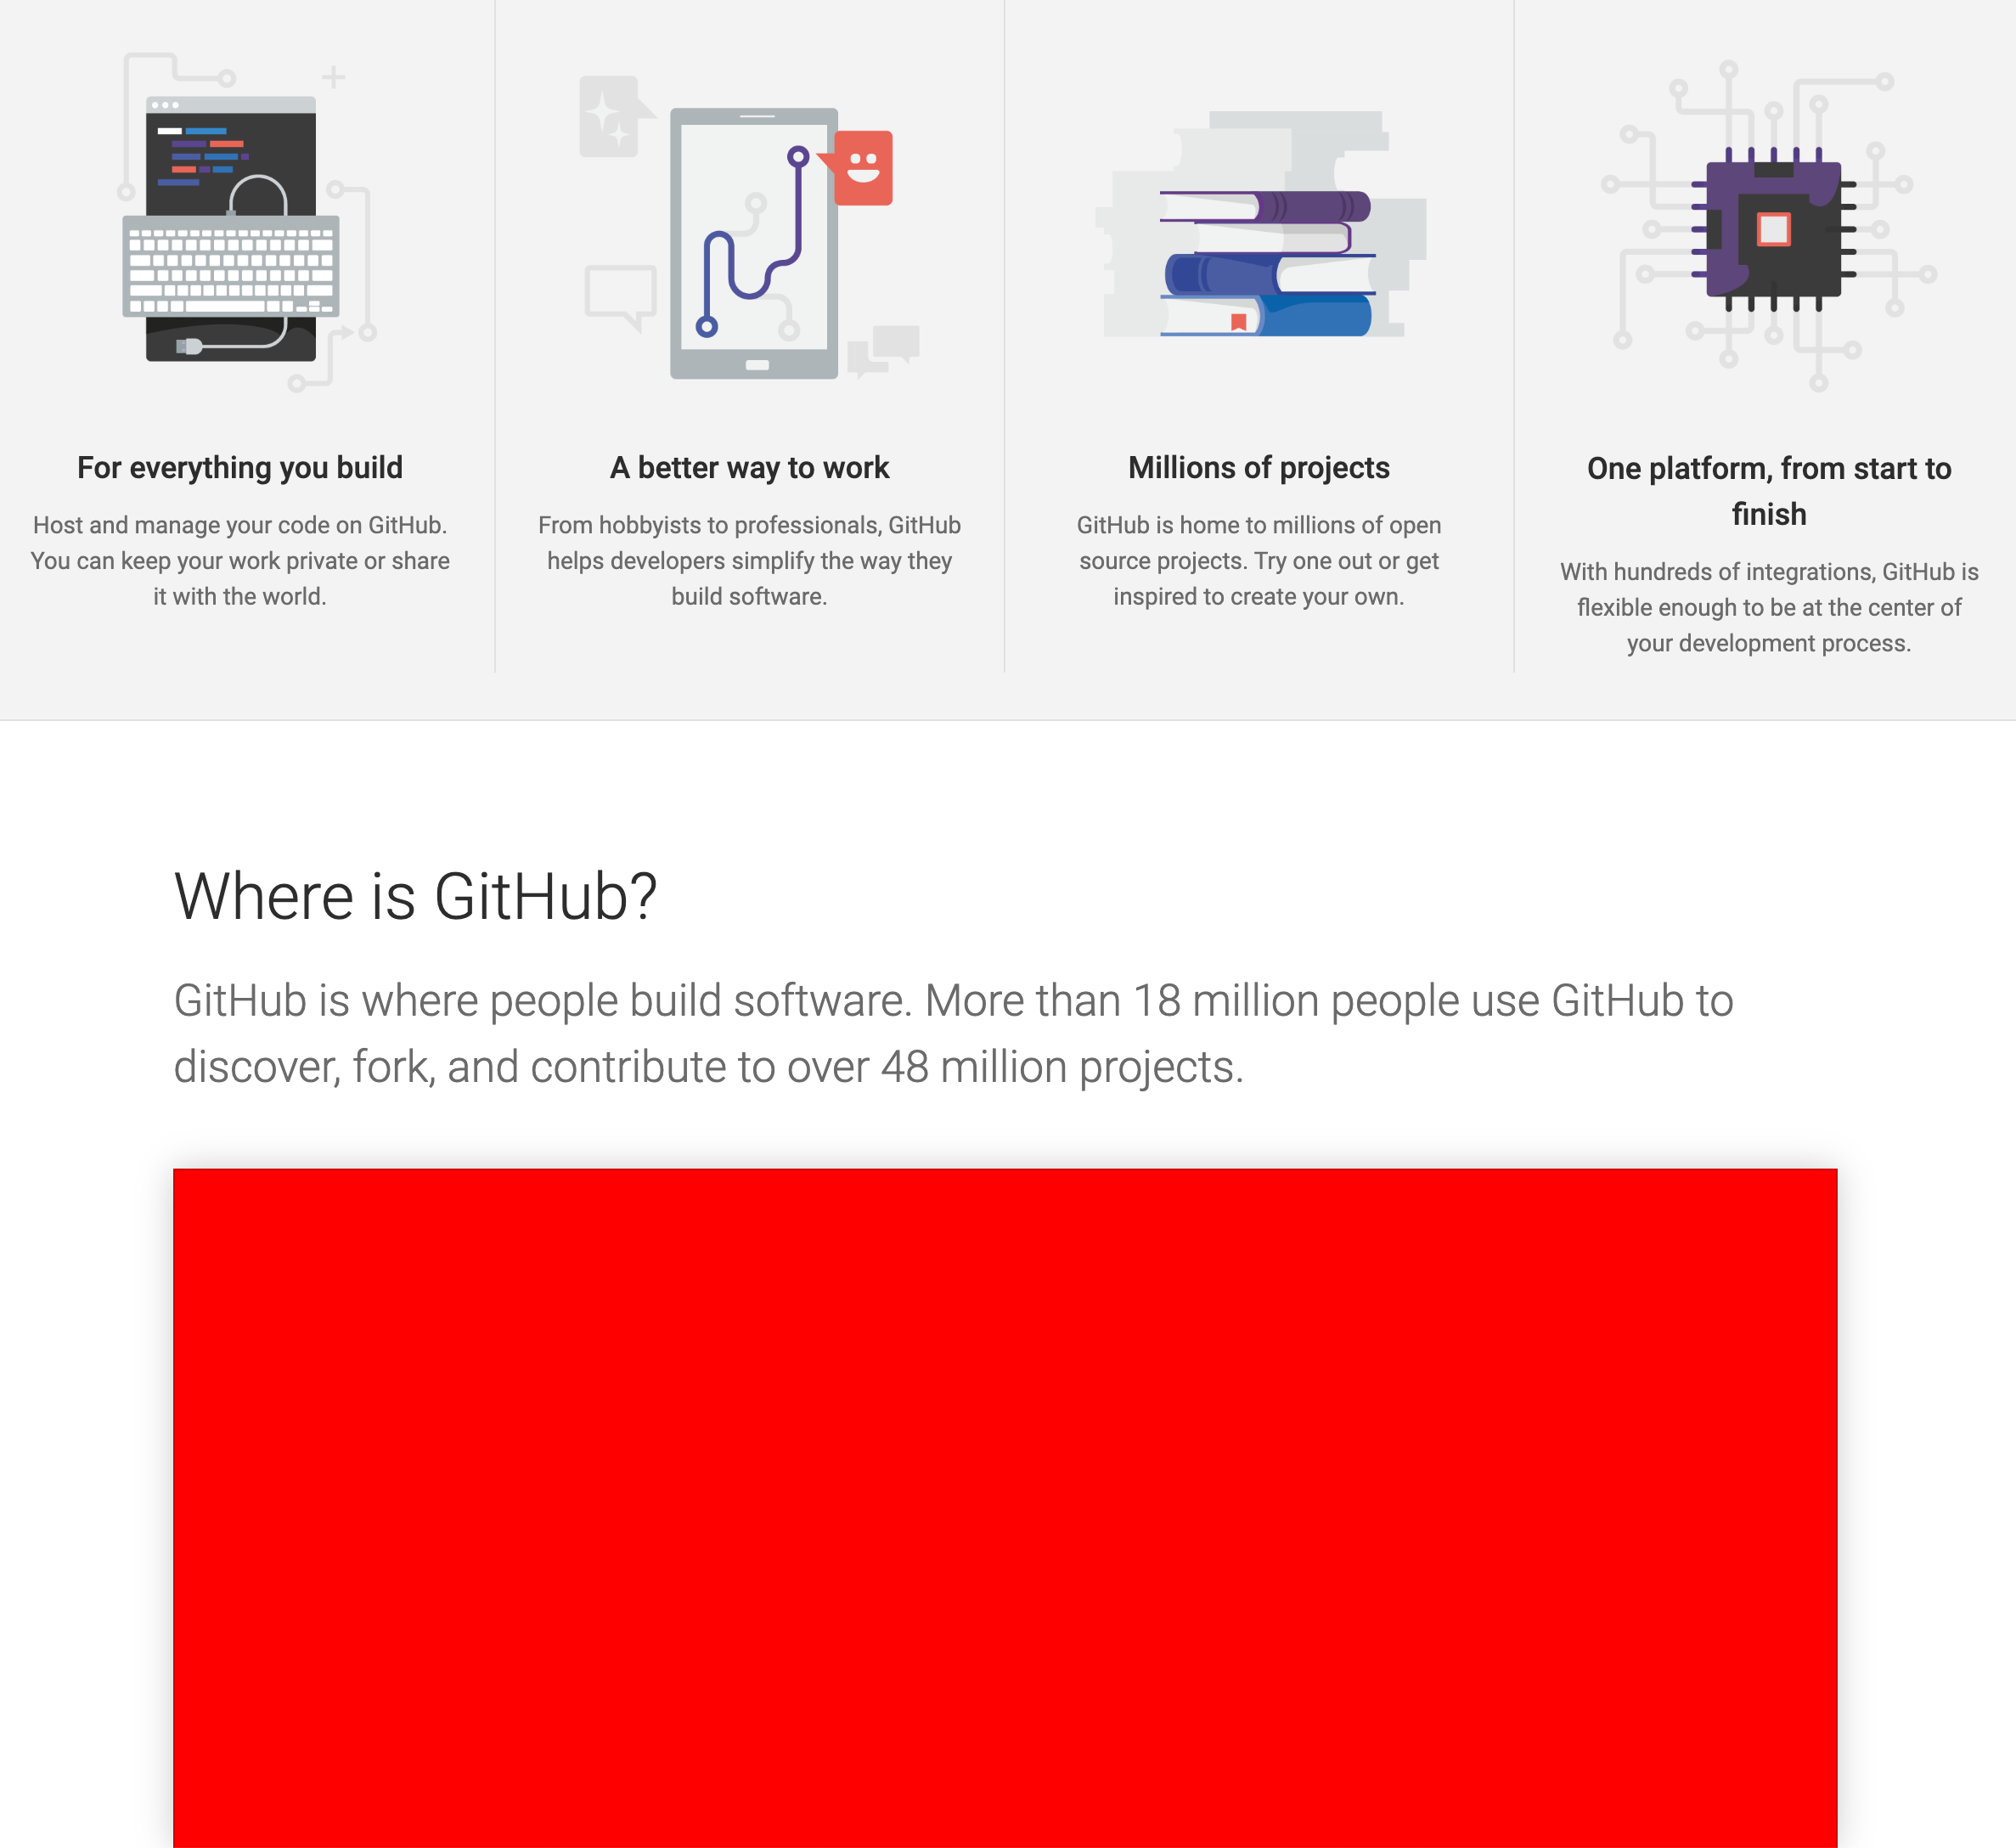 For everything you build
Host and manage your code on GitHub.
You can keep your work private or share
it with the world.
A better way to work
From hobbyists to professionals, GitHub
helps developers simplify the way they
build software.
Millions of projects
GitHub is home to millions of open
source projects. Try one out or get
inspired to create your own.
One platform, from start to
finish
With hundreds of integrations, GitHub is
flexible enough to be at the center of
your development process.
Where is GitHub?
GitHub is where people build software. More than 18 million people use GitHub to
discover, fork, and contribute to over 48 million projects.